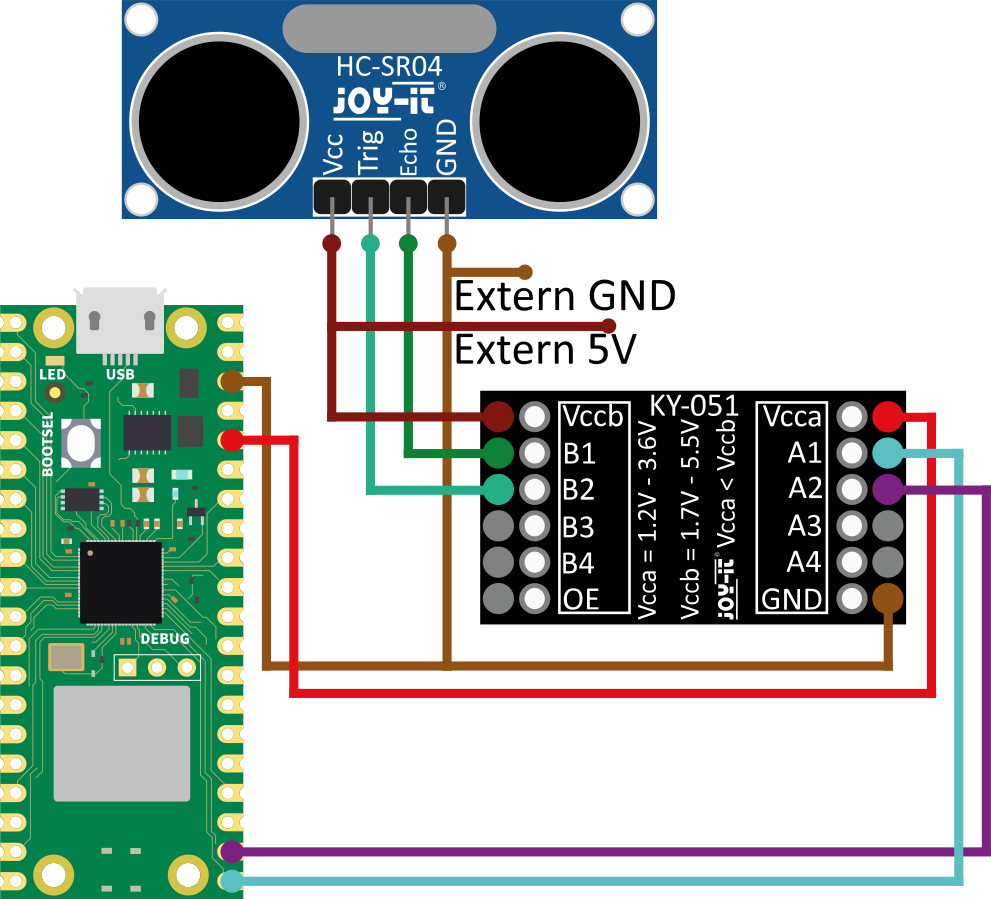 HC-SR04
JOY-iT®
Vcc
Trig
Echo
GND
Extern GND
Extern 5V
LED
USB
BOOTSEL
DEBUG
KY-051
Vccb
B1
B2
B3
B4
OE
Vcca = 1.2V - 3.6V
Vccb = 1.7V - 5.5V
JOY-iT® Vcca < Vccb
Vcca
A1
A2
A3
A4
GND